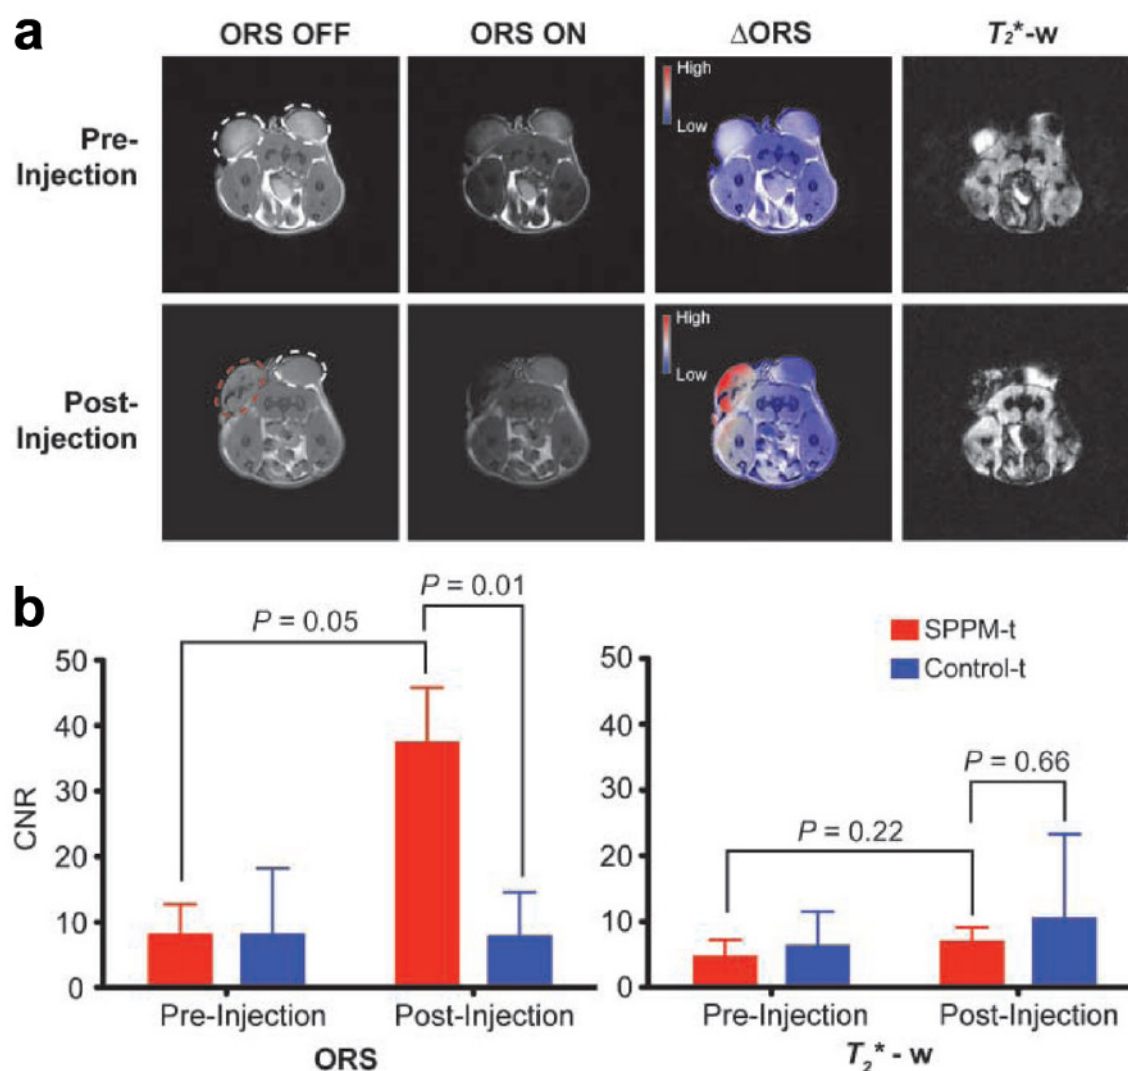 a
ORS OFF ORS ON ΔORS T₂*-w
Pre-
Injection
High
Low
Post-
Injection
High
Low
b
P = 0.05
P = 0.01
SPPM-t
Control-t
50
40
30
20
10
0
CNR
Pre-Injection Post-Injection
ORS
50
40
30
20
10
0
P = 0.22
P = 0.66
Pre-Injection Post-Injection
T₂* - w